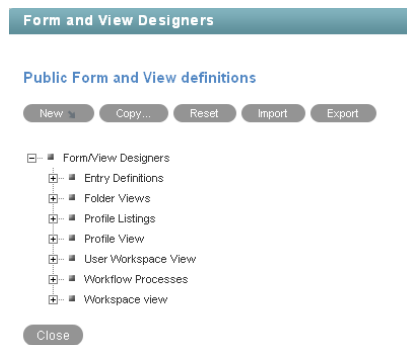 Form and View Designers
Public Form and View definitions
New Copy... Reset Import Export
Form/View Designers
Entry Definitions
Folder Views
Profile Listings
Profile View
User Workspace View
Workflow Processes
Workspace view
Close